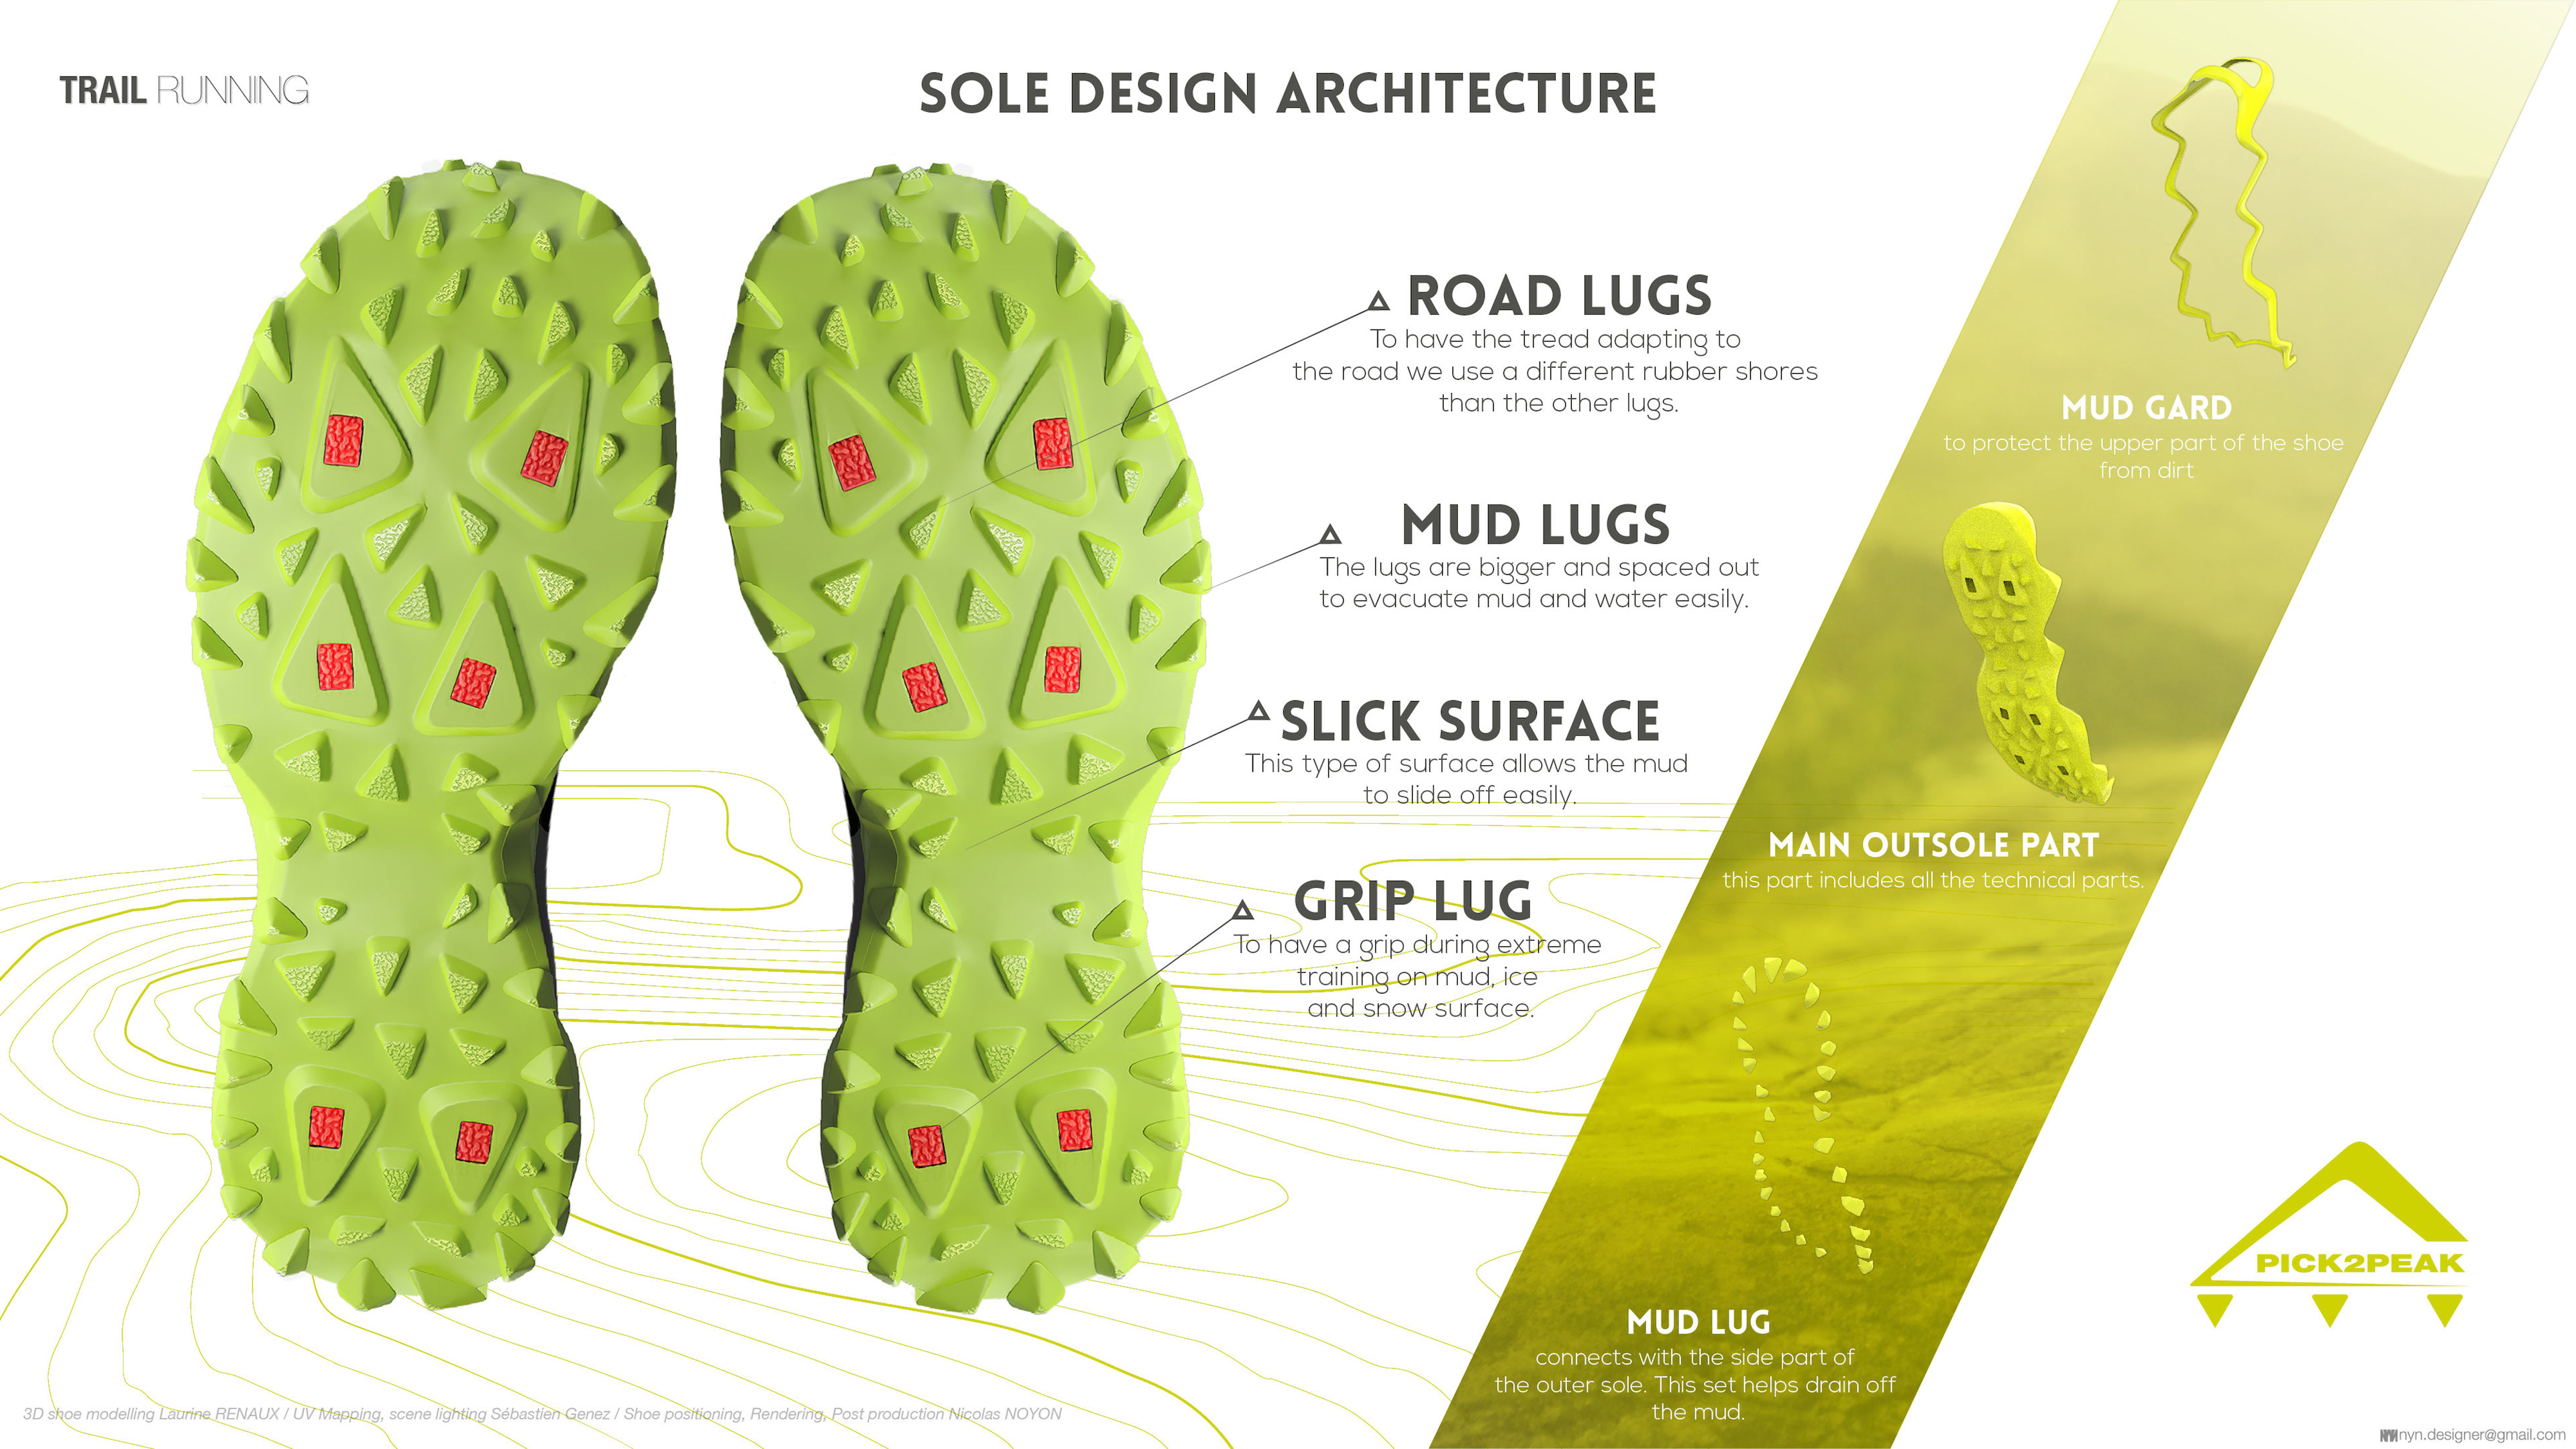 TRAIL RUNNING
SOLE DESIGN ARCHITECTURE
ROAD LUGS
To have the tread adapting to
the road we use a different rubber shores
than the other lugs.
MUD LUGS
The lugs are bigger and spaced out
to evacuate mud and water easily.
SLICK SURFACE
This type of surface allows the mud
to slide off easily.
GRIP LUG
To have a grip during extreme
training on mud, ice
and snow surface.
MUD GARD
to protect the upper part of the shoe
from dirt
MAIN OUTSOLE PART
this part includes all the technical parts.
MUD LUG
connects with the side part of
the outer sole. This set helps drain off
the mud.
PICK2PEAK
3D shoe modelling Laurine RENAUX / UV Mapping, scene lighting Sébastien Genez / Shoe positioning, Rendering, Post production Nicolas NOYON
nyn.designer@gmail.com